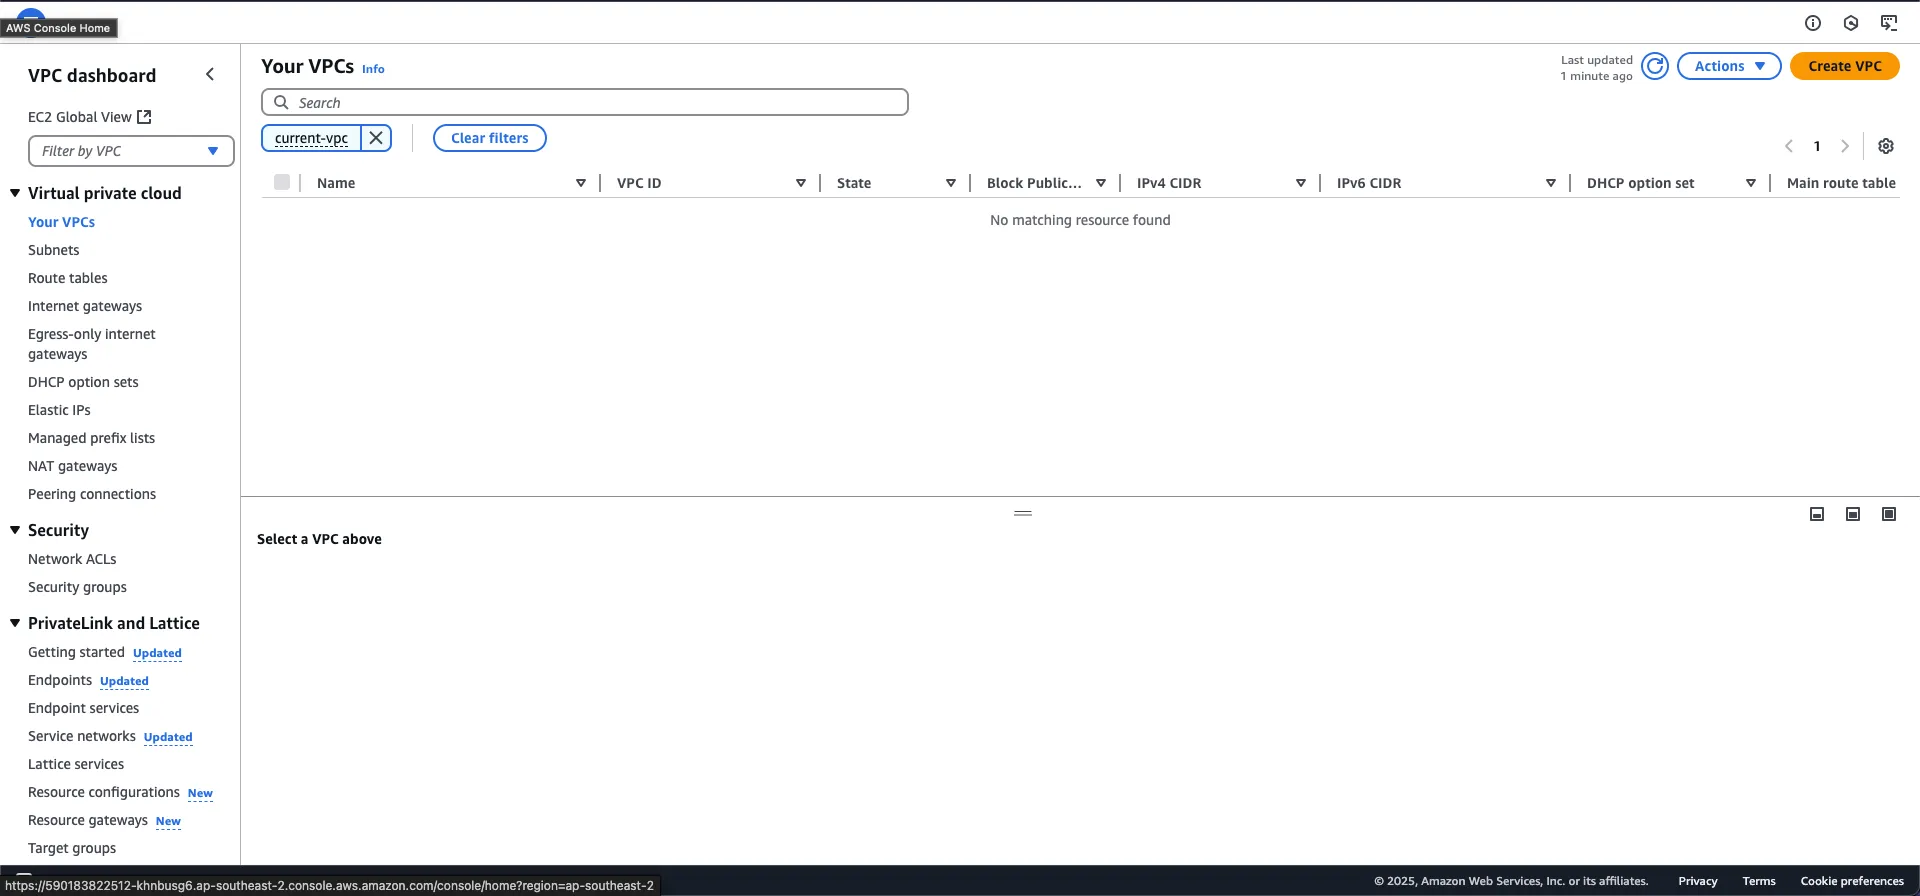 AWS Console Home
VPC dashboard
EC2 Global View
Filter by VPC
Virtual private cloud
Your VPCs
Subnets
Route tables
Internet gateways
Egress-only internet
gateways
DHCP option sets
Elastic IPs
Managed prefix lists
NAT gateways
Peering connections
Security
Network ACLs
Security groups
PrivateLink and Lattice
Getting started Updated
Endpoints Updated
Endpoint services
Service networks Updated
Lattice services
Resource configurations New
Resource gateways New
Target groups
Your VPCs Info
Last updated
1 minute ago
Actions
Create VPC
Search
current-vpc
Clear filters
1
Name VPC ID State Block Public... IPv4 CIDR IPv6 CIDR DHCP option set Main route table
No matching resource found
Select a VPC above
https://590183822512-khnbusg6.ap-southeast-2.console.aws.amazon.com/console/home?region=ap-southeast-2
© 2025, Amazon Web Services, Inc. or its affiliates. Privacy Terms Cookie preferences